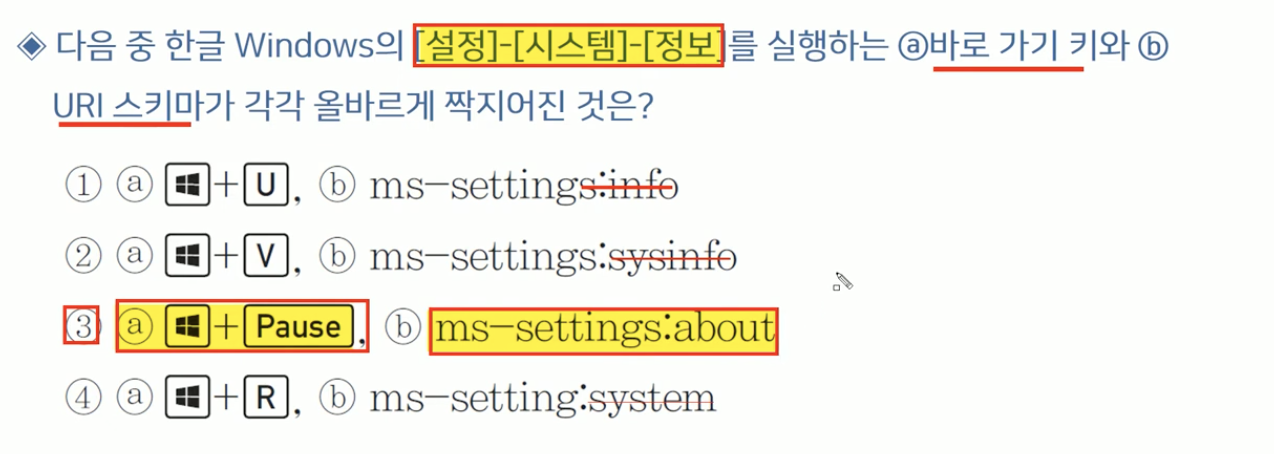 ◈ 다음 중 한글 Windows의 [설정]-[시스템]-[정보]를 실행하는 ⓐ바로 가기 키와 ⓑ
URI 스키마가 각각 올바르게 짝지어진 것은?
① ⓐ ⊞+U, ⓑ ms-settings:info
② ⓐ ⊞+V, ⓑ ms-settings:sysinfo
③ ⓐ ⊞+Pause, ⓑ ms-settings:about
④ ⓐ ⊞+R, ⓑ ms-setting:system